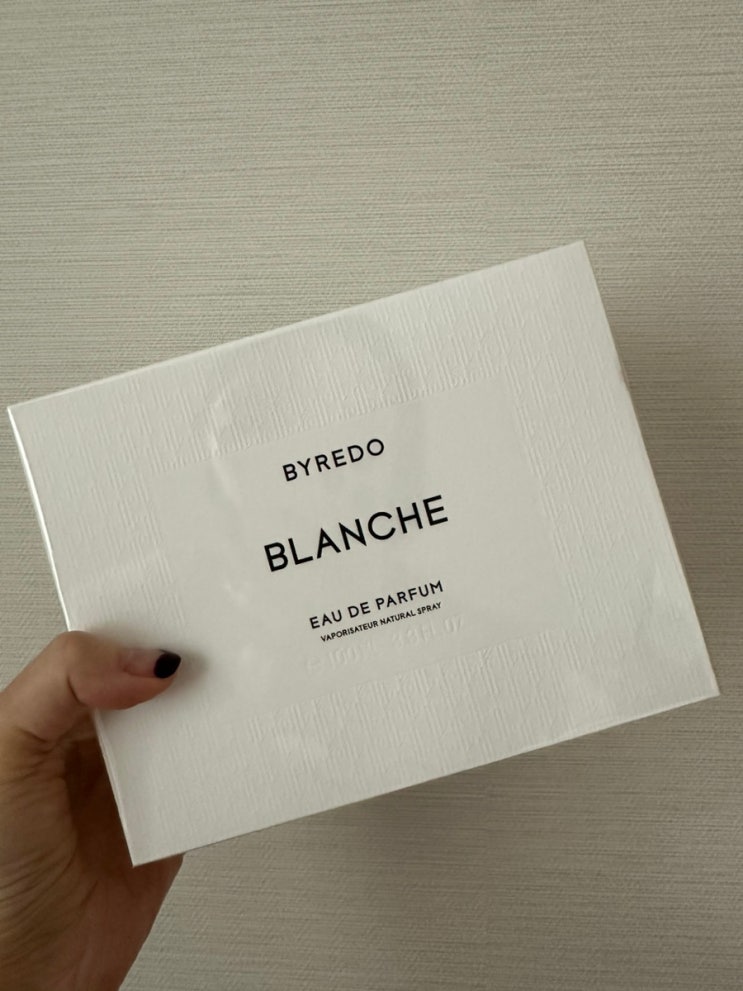 BYREDO
BLANCHE
EAU DE PARFUM
VAPORISATEUR NATURAL SPRAY